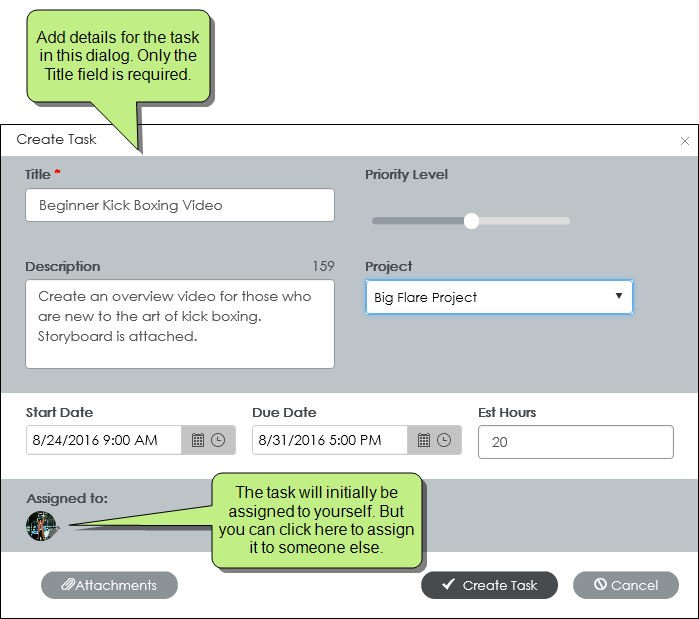 Add details for the task
in this dialog. Only the
Title field is required.
Create Task
Title *
Priority Level
Beginner Kick Boxing Video
Description 159
Project
Create an overview video for those who
are new to the art of kick boxing.
Storyboard is attached.
Big Flare Project
Start Date
Due Date
Est Hours
8/24/2016 9:00 AM
8/31/2016 5:00 PM
20
Assigned to:
The task will initially be
assigned to yourself. But
you can click here to assign
it to someone else.
Attachments
Create Task
Cancel